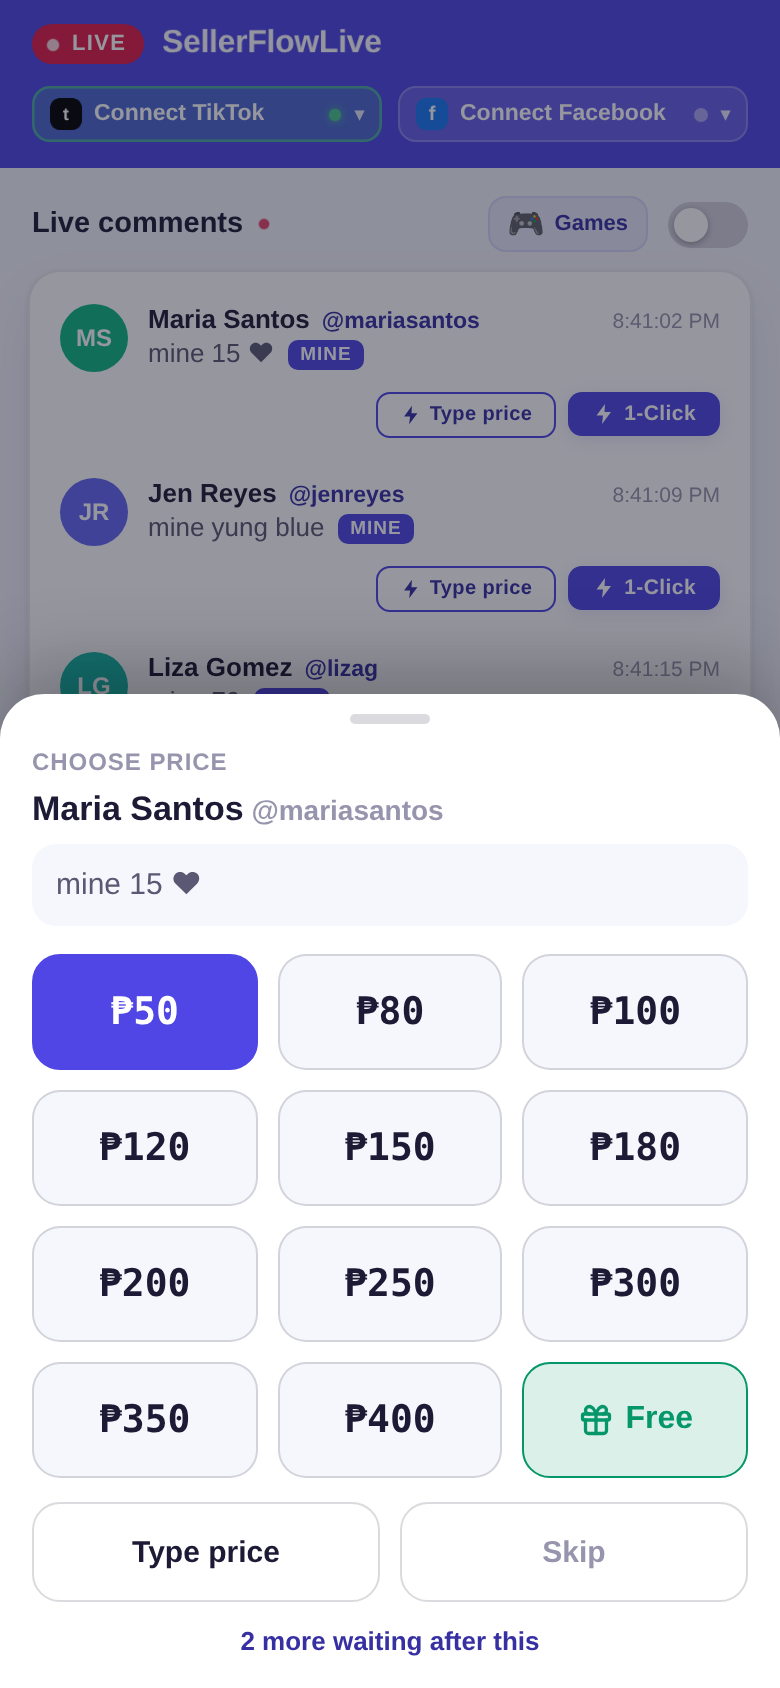 LIVE SellerFlowLive
t Connect TikTok ▾ f Connect Facebook ▾
Live comments 🎮 Games
MS Maria Santos @mariasantos 8:41:02 PM
mine 15 ♥ MINE
Type price 1-Click
JR Jen Reyes @jenreyes 8:41:09 PM
mine yung blue MINE
Type price 1-Click
LG Liza Gomez @lizag 8:41:15 PM
CHOOSE PRICE
Maria Santos @mariasantos
mine 15 ♥
₱50 ₱80 ₱100
₱120 ₱150 ₱180
₱200 ₱250 ₱300
₱350 ₱400 Free
Type price Skip
2 more waiting after this